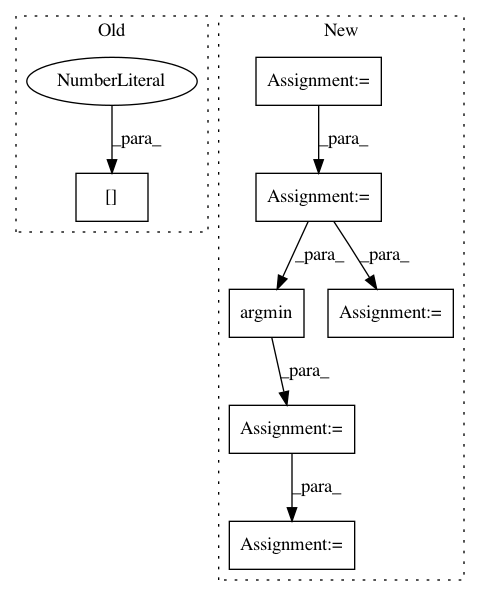 Old
New
NumberLiteral
Assignment:=
_para_
_para_
[]
Assignment:=
_para_
_para_
argmin
Assignment:=
_para_
Assignment:=
_para_
Assignment:=